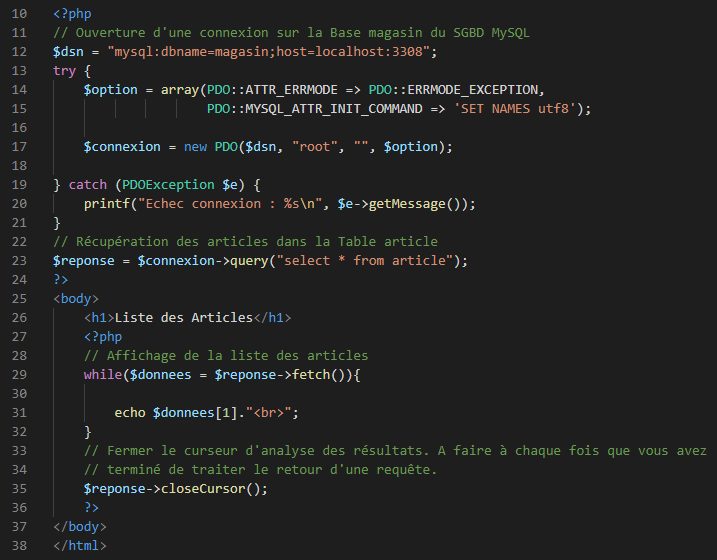 10 <?php
11 // Ouverture d'une connexion sur la Base magasin du SGBD MySQL
12 $dsn = "mysql:dbname=magasin;host=localhost:3308";
13 try {
14     $option = array(PDO::ATTR_ERRMODE => PDO::ERRMODE_EXCEPTION,
15                     PDO::MYSQL_ATTR_INIT_COMMAND => 'SET NAMES utf8');
16
17     $connexion = new PDO($dsn, "root", "", $option);
18
19 } catch (PDOException $e) {
20     printf("Echec connexion : %s\n", $e->getMessage());
21 }
22 // Récupération des articles dans la Table article
23 $reponse = $connexion->query("select * from article");
24 ?>
25 <body>
26     <h1>Liste des Articles</h1>
27     <?php
28     // Affichage de la liste des articles
29     while($donnees = $reponse->fetch()){
30
31         echo $donnees[1]."<br>";
32     }
33     // Fermer le curseur d'analyse des résultats. A faire à chaque fois que vous avez
34     // terminé de traiter le retour d'une requête.
35     $reponse->closeCursor();
36     ?>
37 </body>
38 </html>